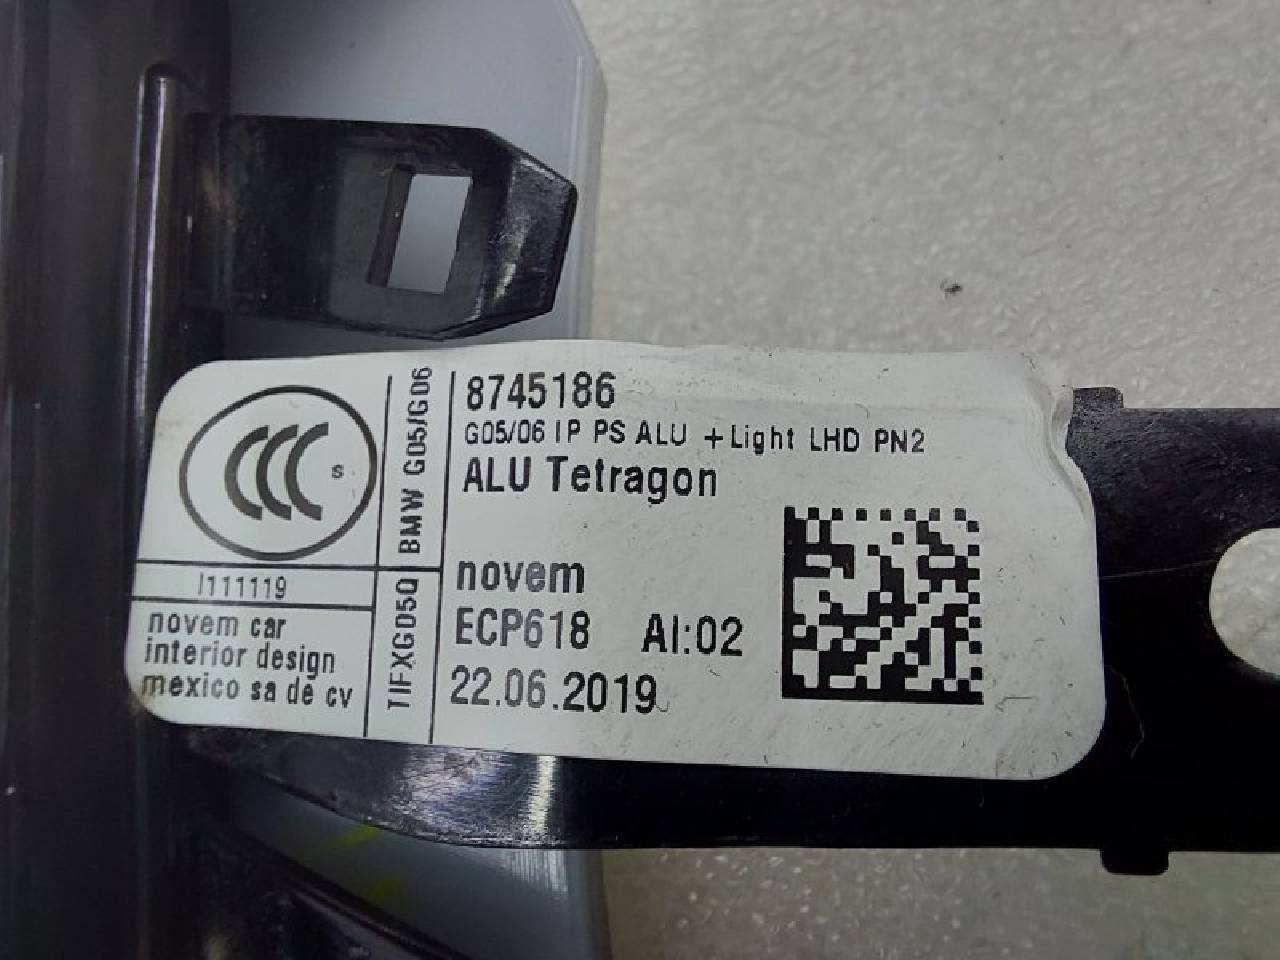 CCC S
J111119
novem car
interior design
mexico sa de cv
BMW G05/G06
TIFXG05Q
8745186
G05/06 IP PS ALU +Light LHD PN2
ALU Tetragon
novem
ECP618 AI:02
22.06.2019